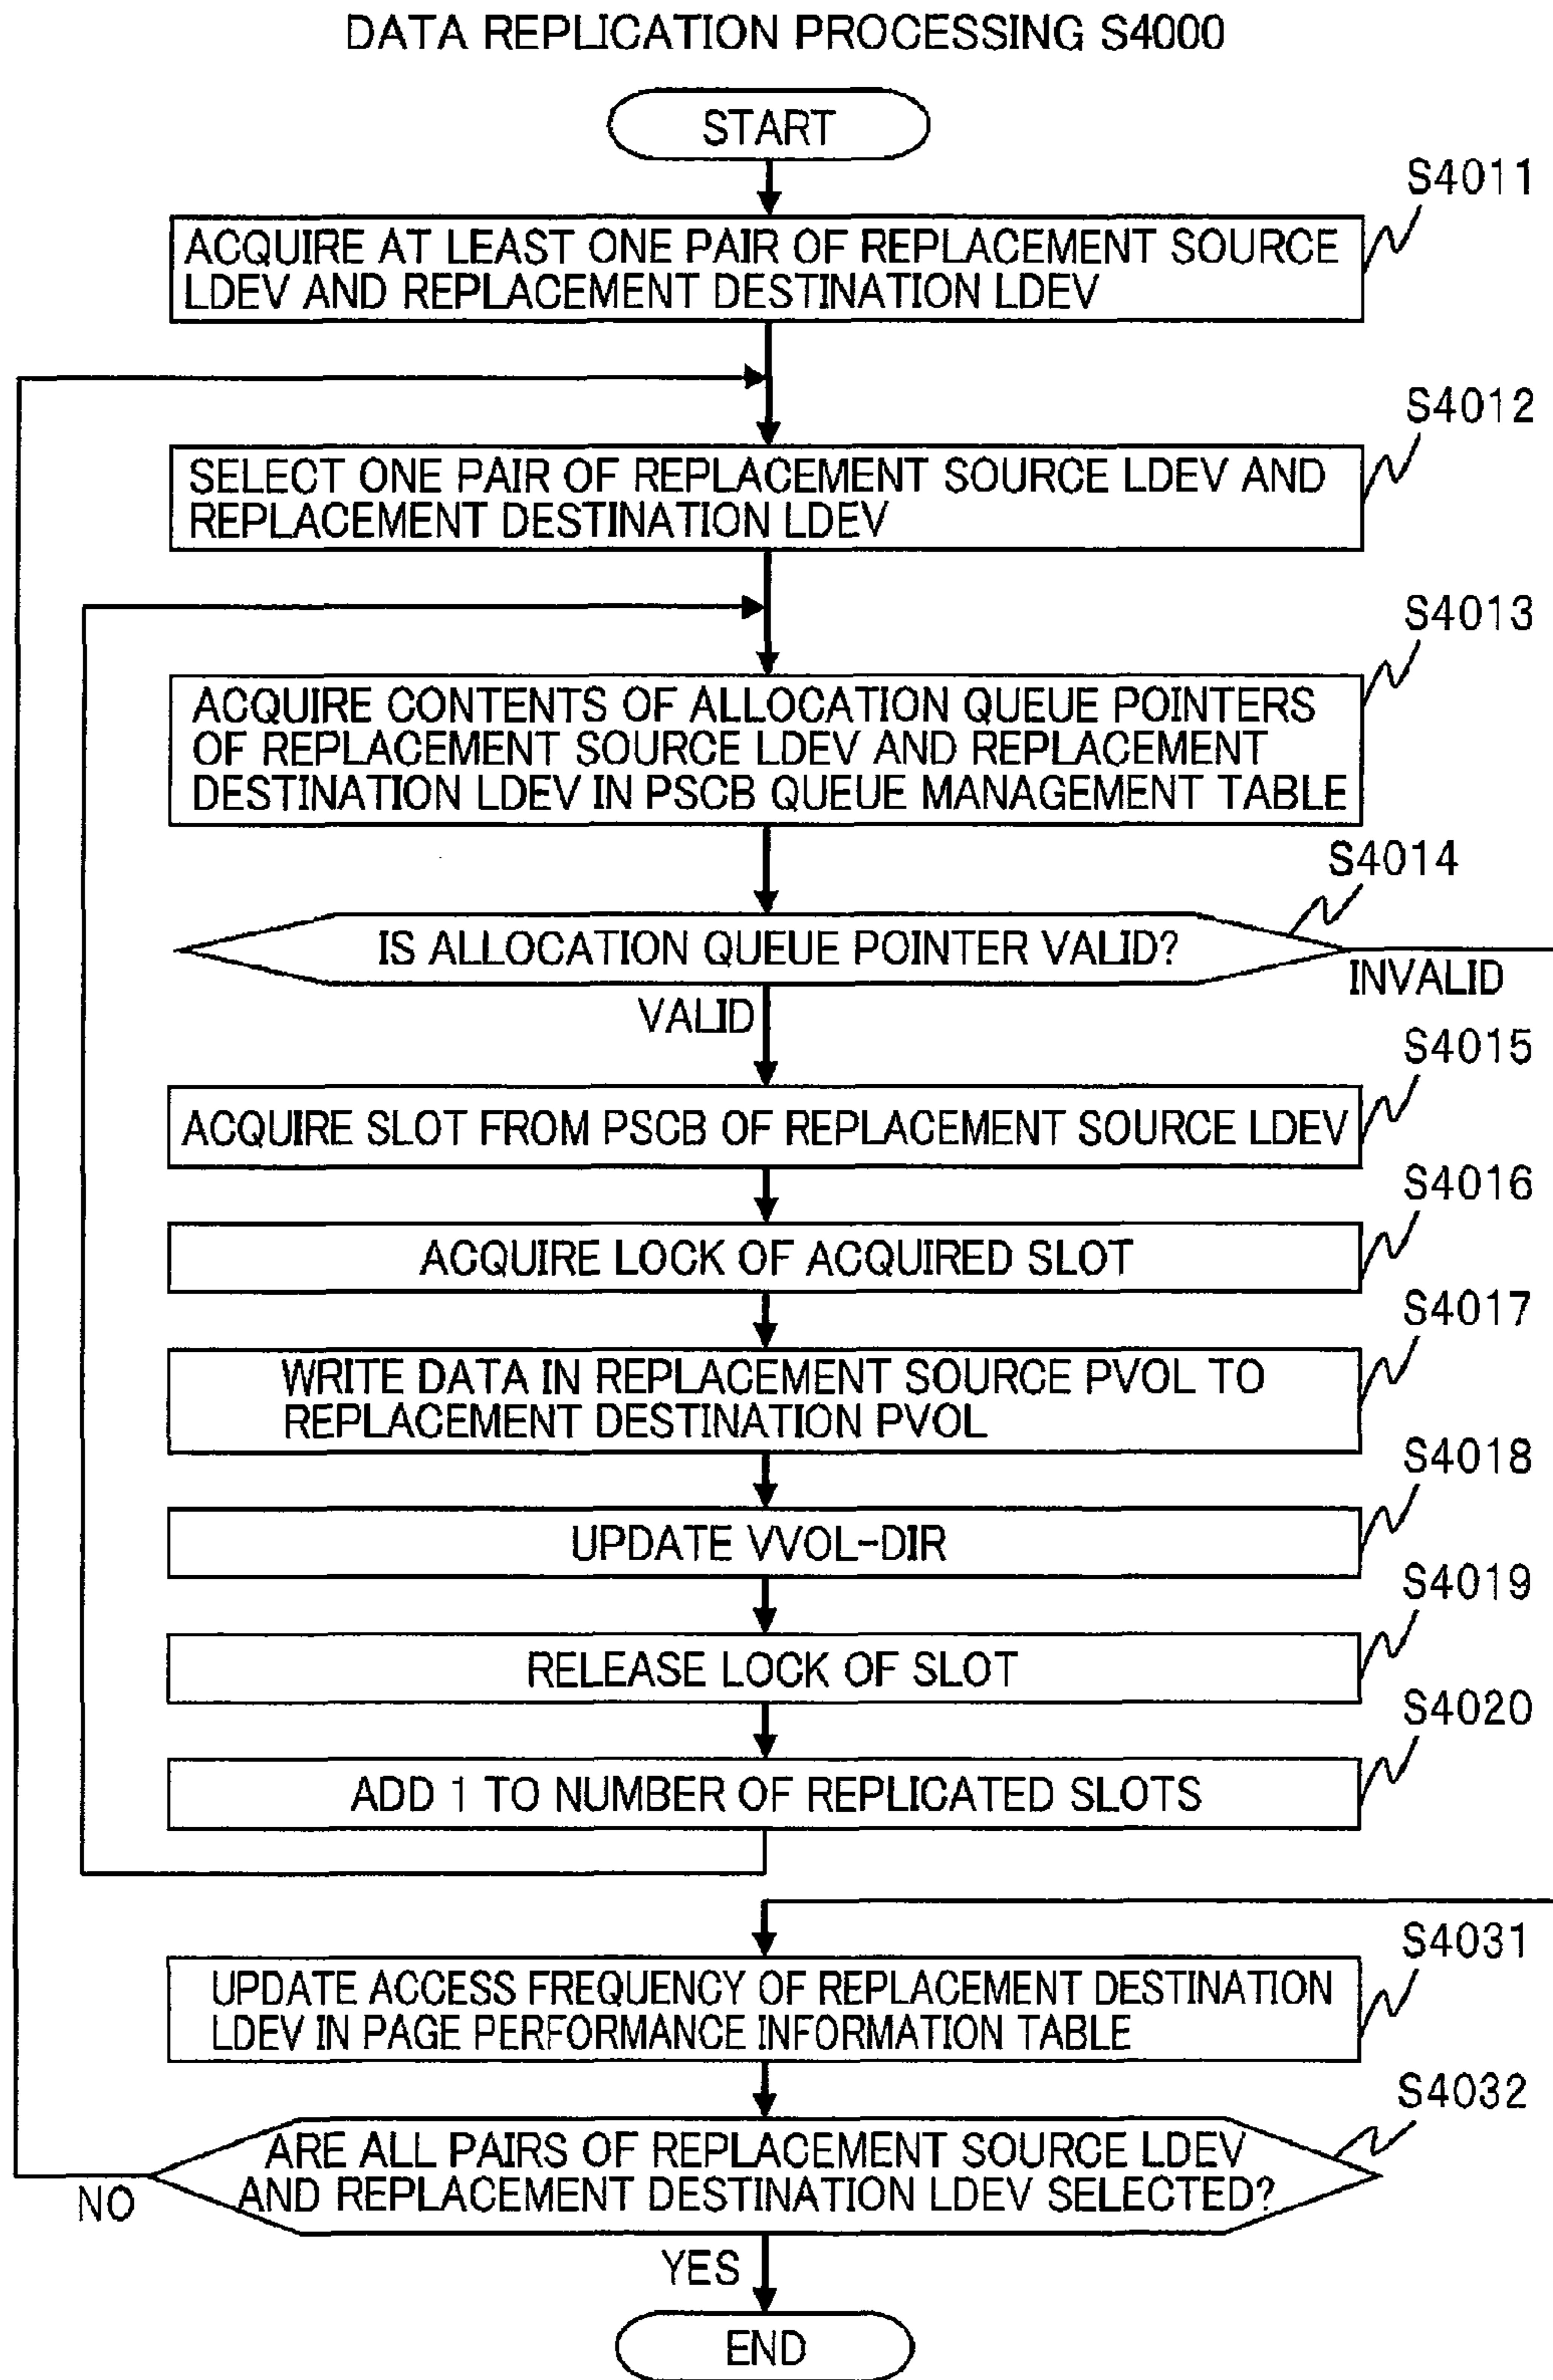 DATA REPLICATION PROCESSING S4000
START
S4011
ACQUIRE AT LEAST ONE PAIR OF REPLACEMENT SOURCE
LDEV AND REPLACEMENT DESTINATION LDEV
S4012
SELECT ONE PAIR OF REPLACEMENT SOURCE LDEV AND
REPLACEMENT DESTINATION LDEV
S4013
ACQUIRE CONTENTS OF ALLOCATION QUEUE POINTERS
OF REPLACEMENT SOURCE LDEV AND REPLACEMENT
DESTINATION LDEV IN PSCB QUEUE MANAGEMENT TABLE
S4014
IS ALLOCATION QUEUE POINTER VALID?
INVALID
VALID
S4015
ACQUIRE SLOT FROM PSCB OF REPLACEMENT SOURCE LDEV
S4016
ACQUIRE LOCK OF ACQUIRED SLOT
S4017
WRITE DATA IN REPLACEMENT SOURCE PVOL TO
REPLACEMENT DESTINATION PVOL
S4018
UPDATE VVOL-DIR
S4019
RELEASE LOCK OF SLOT
S4020
ADD 1 TO NUMBER OF REPLICATED SLOTS
S4031
UPDATE ACCESS FREQUENCY OF REPLACEMENT DESTINATION
LDEV IN PAGE PERFORMANCE INFORMATION TABLE
S4032
ARE ALL PAIRS OF REPLACEMENT SOURCE LDEV
AND REPLACEMENT DESTINATION LDEV SELECTED?
NO
YES
END